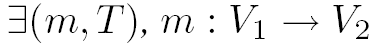 ∃(m, T), m : V₁ → V₂